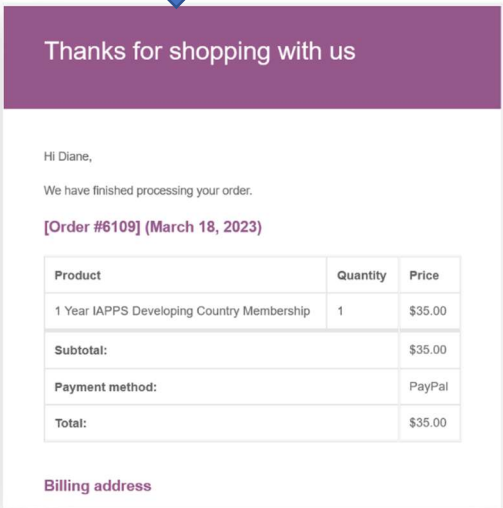 Thanks for shopping with us
Hi Diane,
We have finished processing your order.
[Order #6109] (March 18, 2023)
Product Quantity Price
1 Year IAPPS Developing Country Membership 1 $35.00
Subtotal: $35.00
Payment method: PayPal
Total: $35.00
Billing address